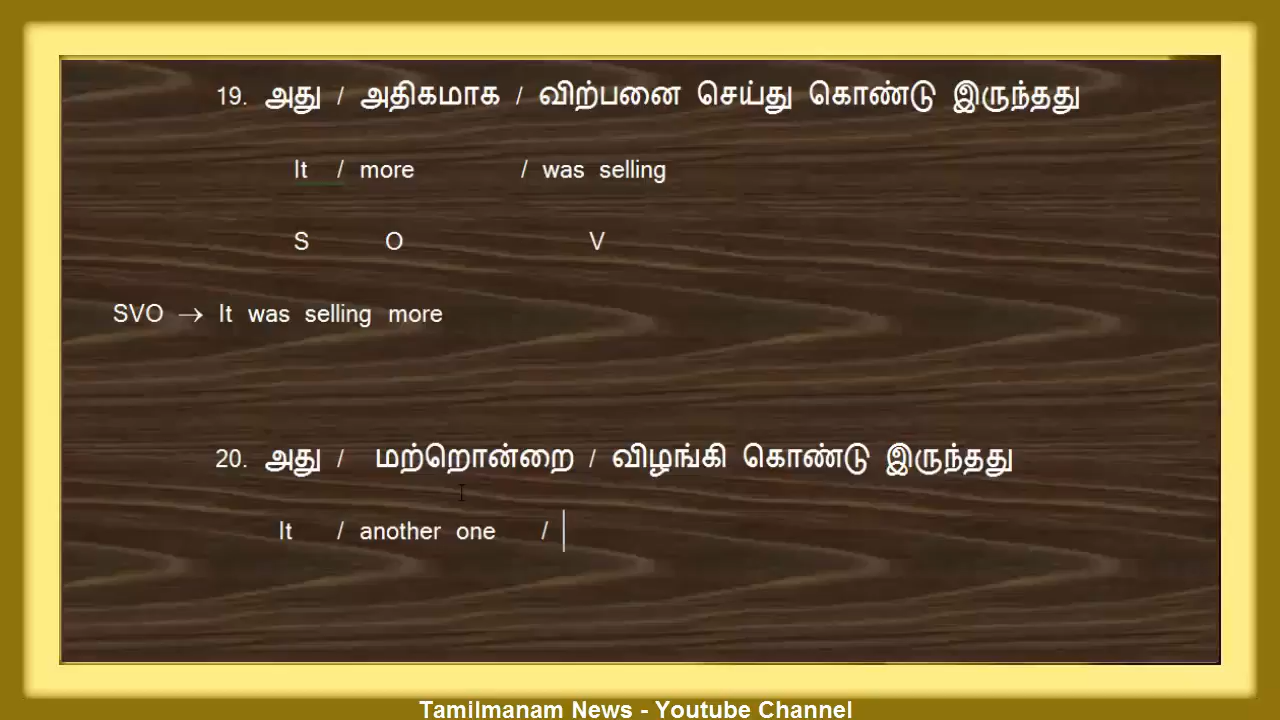 19. அது / அதிகமாக / விற்பனை செய்து கொண்டு இருந்தது
It / more / was selling
S O V
SVO → It was selling more
20. அது / மற்றொன்றை / விழங்கி கொண்டு இருந்தது
It / another one /
Tamilmanam News - Youtube Channel